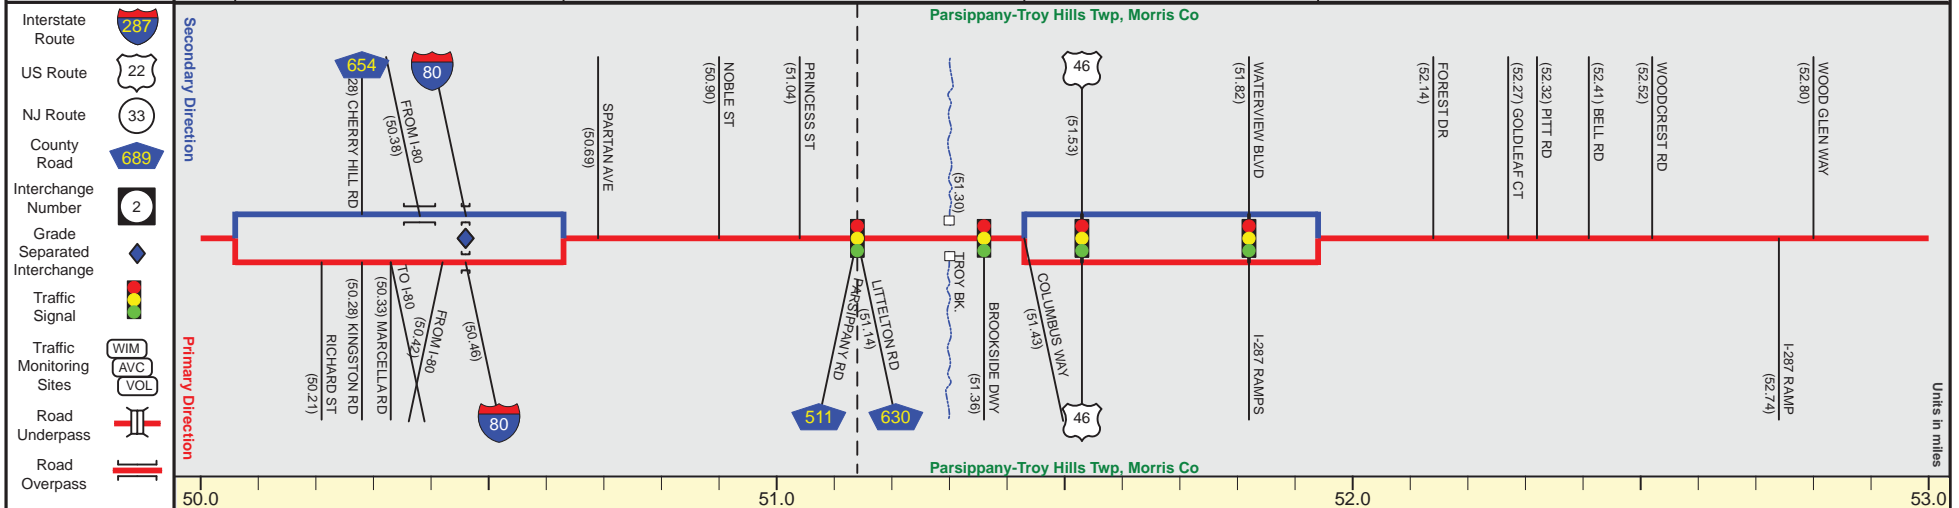 Interstate
Route
287
US Route
22
NJ Route
33
County
Road
689
Interchange
Number
2
Grade
Separated
Interchange
Traffic
Signal
Traffic
Monitoring
Sites
WIM
AVC
VOL
Road
Underpass
Road
Overpass
Secondary Direction
Primary Direction
Parsippany-Troy Hills Twp, Morris Co
654
28) CHERRY HILL RD
FROM I-80
(50.38)
80
SPARTAN AVE
(50.69)
NOBLE ST
(50.90)
PRINCESS ST
(51.04)
(51.30)
46
(51.53)
WATERVIEW BLVD
(51.82)
FOREST DR
(52.14)
(52.27) GOLDLEAF CT
(52.32) PITT RD
(52.41) BELL RD
WOODCREST RD
(52.52)
WOOD GLEN WAY
(52.80)
RICHARD ST
(50.21)
(50.28) KINGSTON RD
(50.33) MARCELLA RD
TO I-80
FROM I-80
(50.42)
(50.46)
80
PARSIPPANY RD
511
(51.14)
LITTELTON RD
630
TROY BK.
BROOKSIDE DWY
(51.36)
COLUMBUS WAY
(51.43)
46
I-287 RAMPS
I-287 RAMP
(52.74)
Units in miles
Parsippany-Troy Hills Twp, Morris Co
50.0
51.0
52.0
53.0